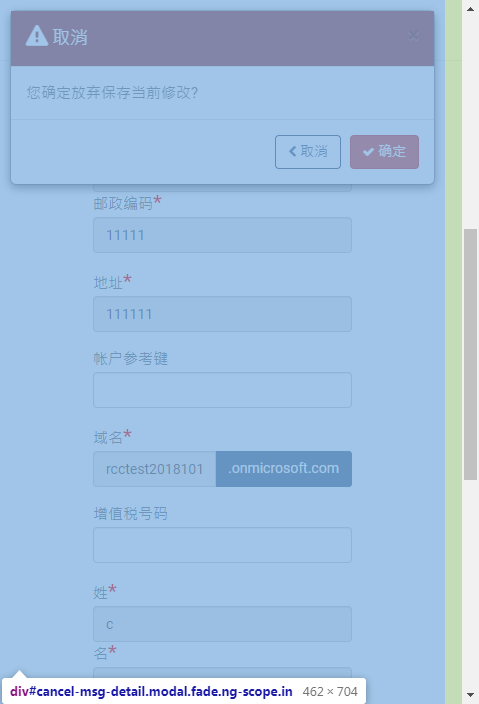 取消 ×
您确定放弃保存当前修改?
取消 确定
邮政编码*
11111
地址*
111111
帐户参考键
域名*
rcctest2018101 .onmicrosoft.com
增值税号码
姓*
c
名*
div#cancel-msg-detail.modal.fade.ng-scope.in 462 × 704